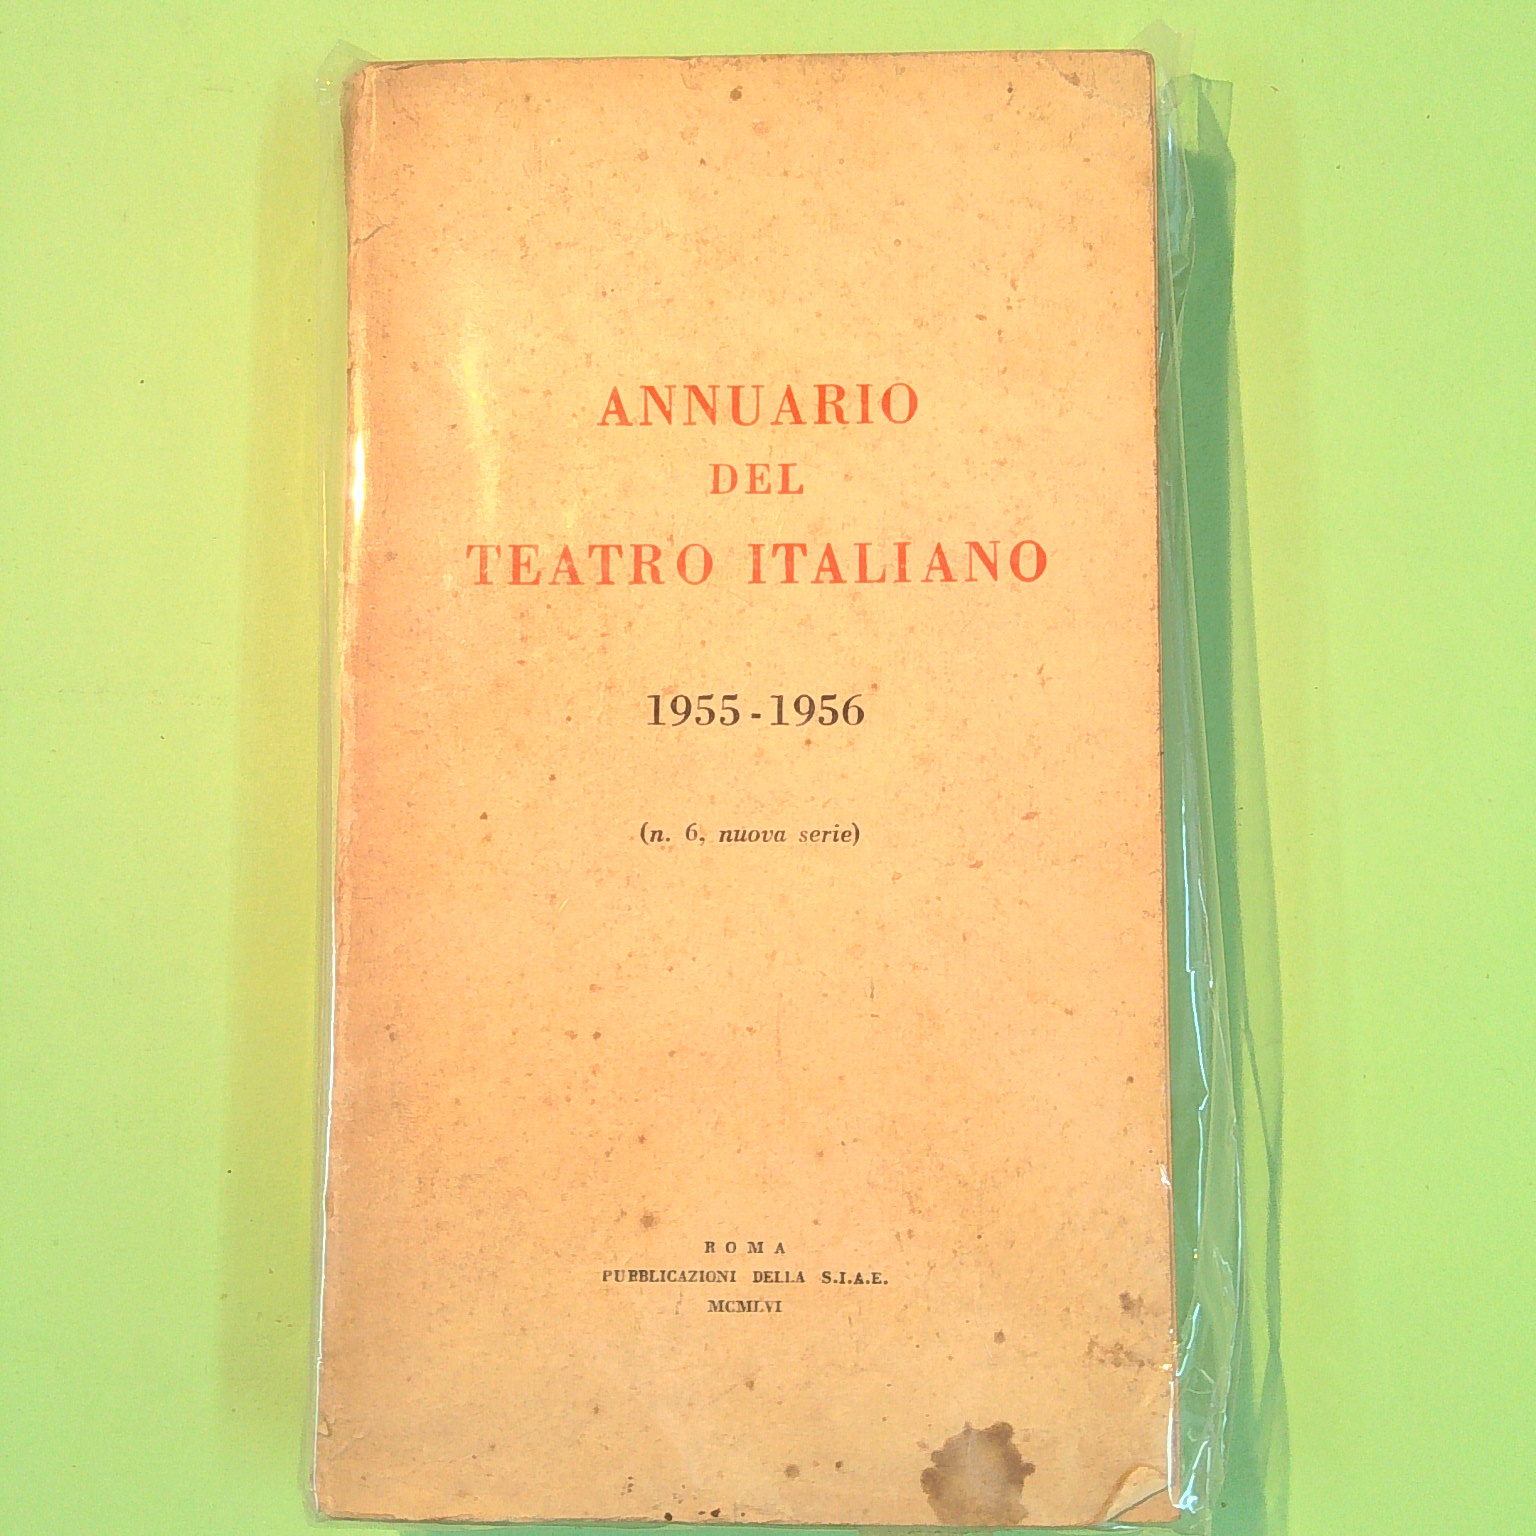 ANNUARIO
DEL
TEATRO ITALIANO
1955 - 1956
(n. 6, nuova serie)
ROMA
PUBBLICAZIONI DELLA S.I.A.E.
MCMLVI